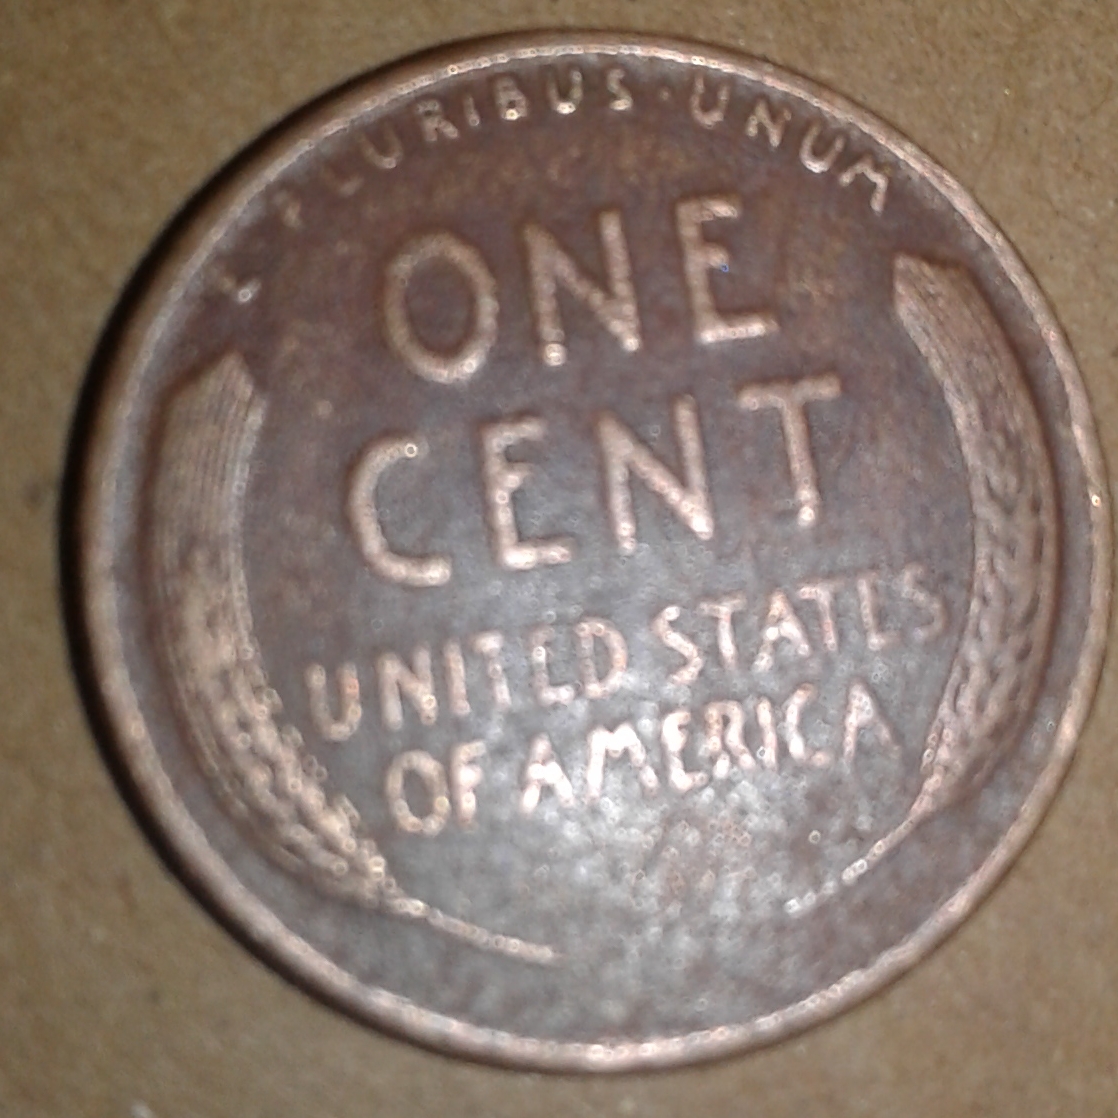 E PLURIBUS · UNUM
ONE
CENT
UNITED STATES
OF AMERICA